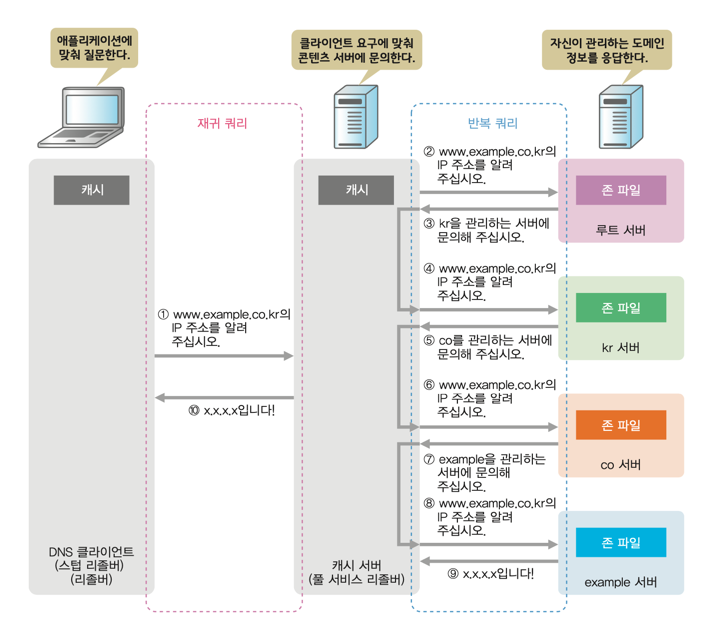 애플리케이션에
맞춰 질문한다.
클라이언트 요구에 맞춰
콘텐츠 서버에 문의한다.
자신이 관리하는 도메인
정보를 응답한다.
재귀 쿼리
반복 쿼리
캐시
캐시
② www.example.co.kr의
IP 주소를 알려
주십시오.
존 파일
루트 서버
③ kr을 관리하는 서버에
문의해 주십시오.
④ www.example.co.kr의
IP 주소를 알려
주십시오.
존 파일
kr 서버
① www.example.co.kr의
IP 주소를 알려
주십시오.
⑤ co를 관리하는 서버에
문의해 주십시오.
⑥ www.example.co.kr의
IP 주소를 알려
주십시오.
⑩ x.x.x.x입니다!
존 파일
co 서버
⑦ example을 관리하는
서버에 문의해
주십시오.
⑧ www.example.co.kr의
IP 주소를 알려
주십시오.
존 파일
example 서버
⑨ x.x.x.x입니다!
DNS 클라이언트
(스텁 리졸버)
(리졸버)
캐시 서버
(풀 서비스 리졸버)